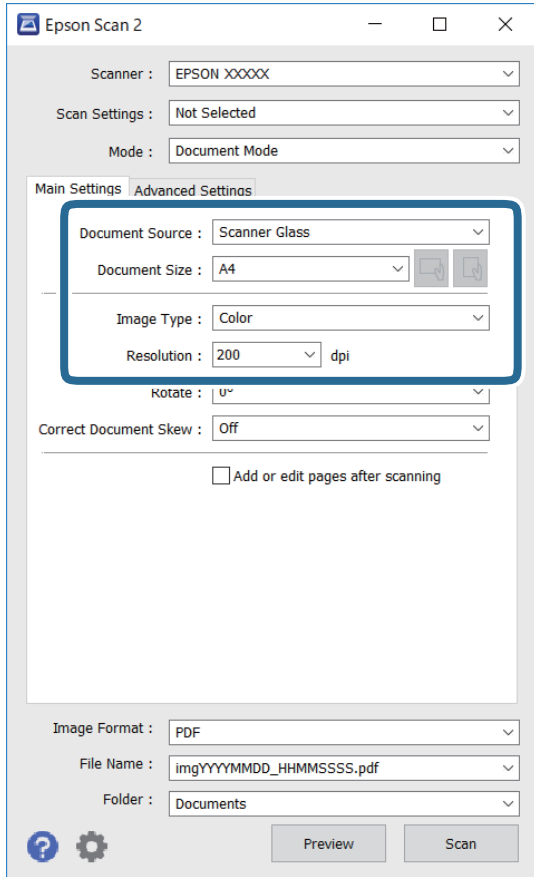 Epson Scan 2
Scanner : EPSON XXXXX
Scan Settings : Not Selected
Mode : Document Mode
Main Settings Advanced Settings
Document Source : Scanner Glass
Document Size : A4
Image Type : Color
Resolution : 200 dpi
Rotate : 0°
Correct Document Skew : Off
Add or edit pages after scanning
Image Format : PDF
File Name : imgYYYYMMDD_HHMMSSSS.pdf
Folder : Documents
? Preview Scan